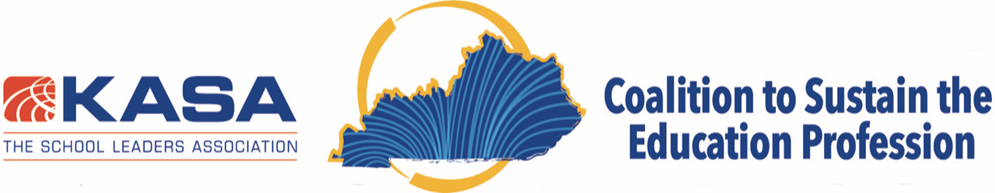 KASA
THE SCHOOL LEADERS ASSOCIATION
Coalition to Sustain the
Education Profession